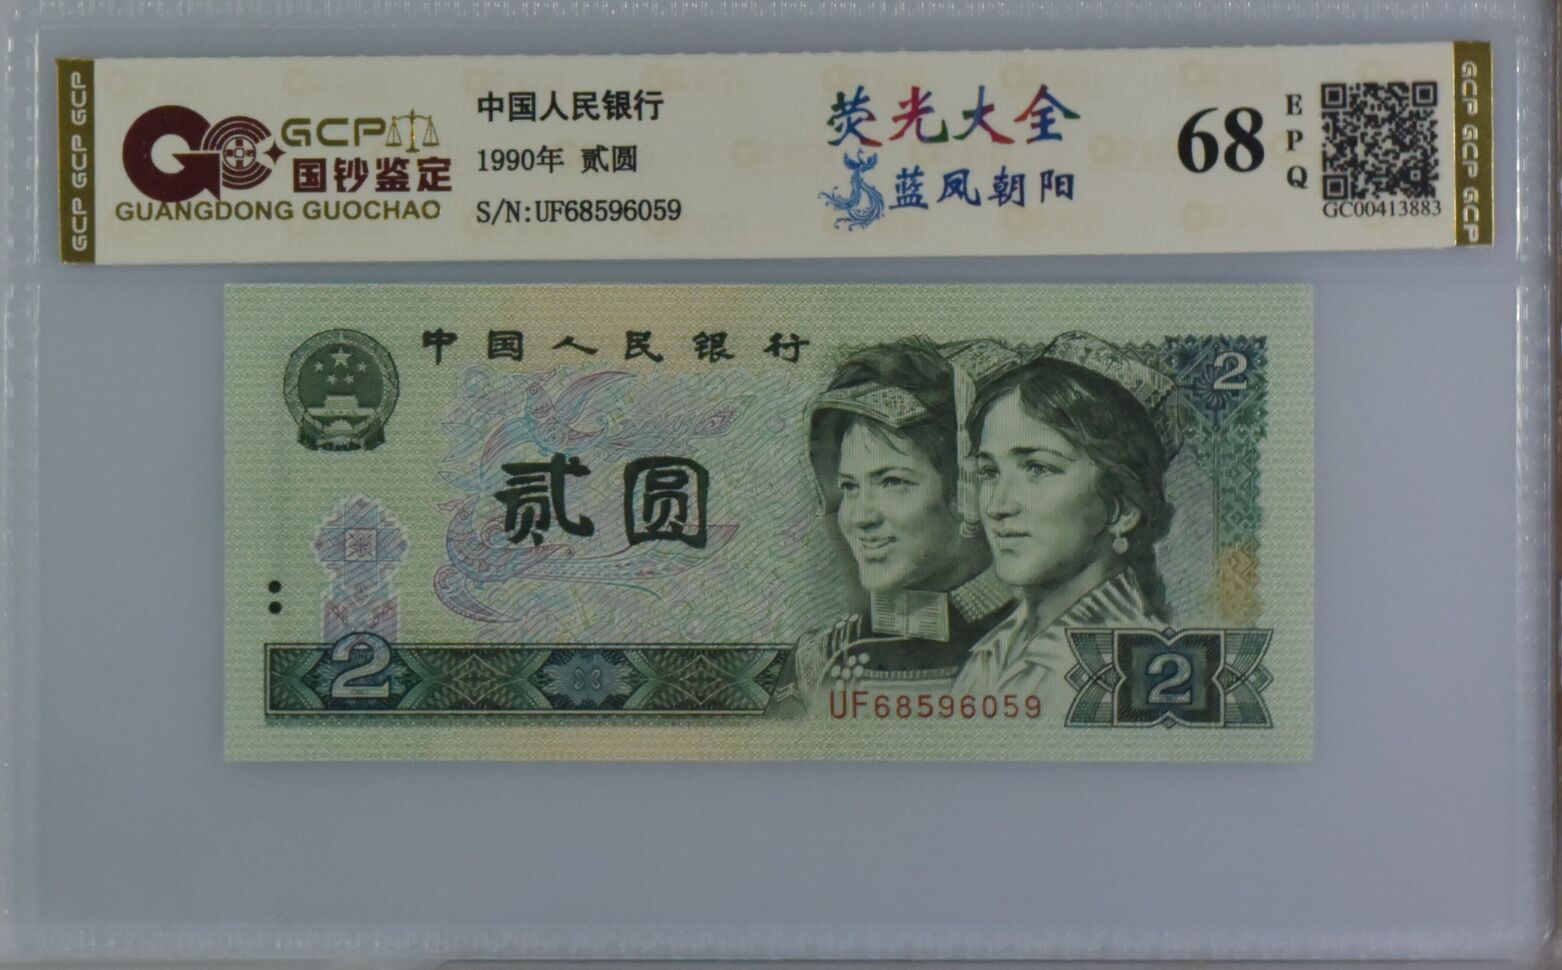 GCP GCP GCP
GCP
国钞鉴定
GUANGDONG GUOCHAO
中国人民银行
1990年 贰圆
S/N:UF68596059
荧光大全
蓝凤朝阳
68
EPQ
GC00413883
GCP GCP GCP
中国人民银行
2
贰圆
2
UF68596059
2